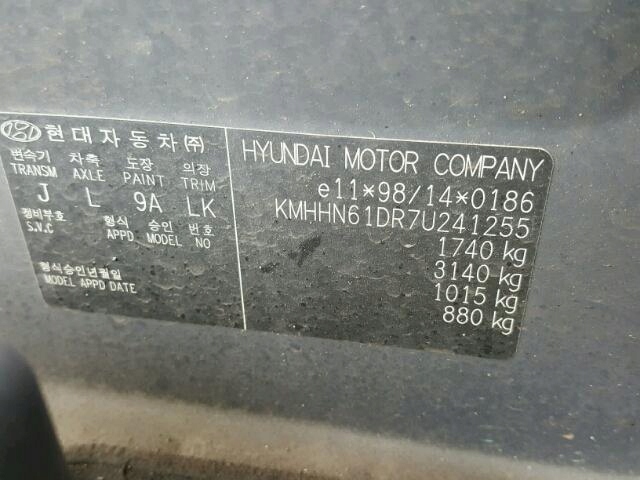 현대자동차㈜
변속기 차축 도장 의장
TRANSM AXLE PAINT TRIM
J L 9A LK
정비부호 형식 승인 번호
S.V.C APPD MODEL NO
형식승인년월일
MODEL APPD DATE
HYUNDAI MOTOR COMPANY
e11*98/14*0186
KMHHN61DR7U241255
1740 kg
3140 kg
1015 kg
880 kg